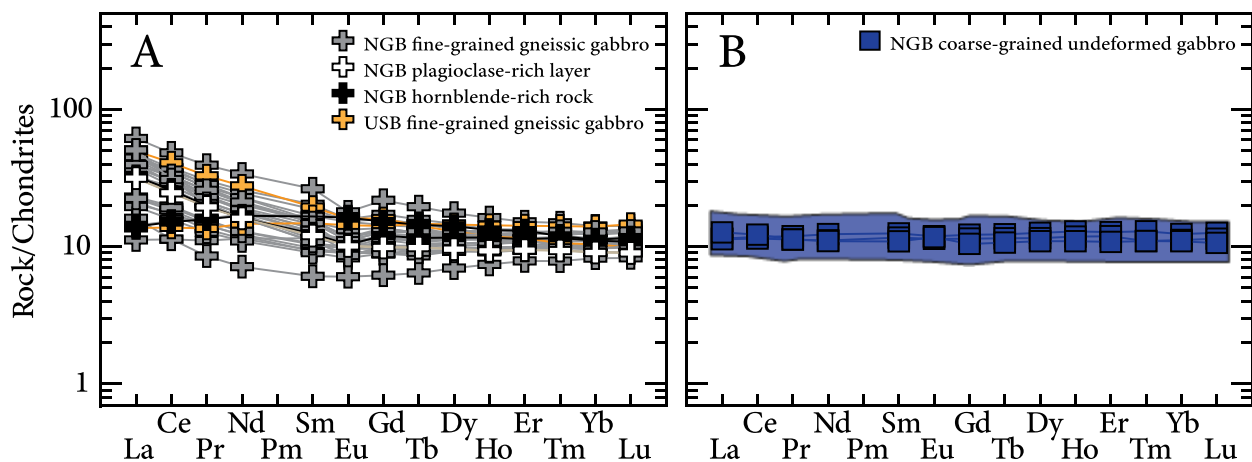 A
NGB fine-grained gneissic gabbro
NGB plagioclase-rich layer
NGB hornblende-rich rock
USB fine-grained gneissic gabbro
B
NGB coarse-grained undeformed gabbro
Rock/Chondrites
100
10
1
Ce Nd Sm Gd Dy Er Yb
La Pr Pm Eu Tb Ho Tm Lu
Ce Nd Sm Gd Dy Er Yb
La Pr Pm Eu Tb Ho Tm Lu